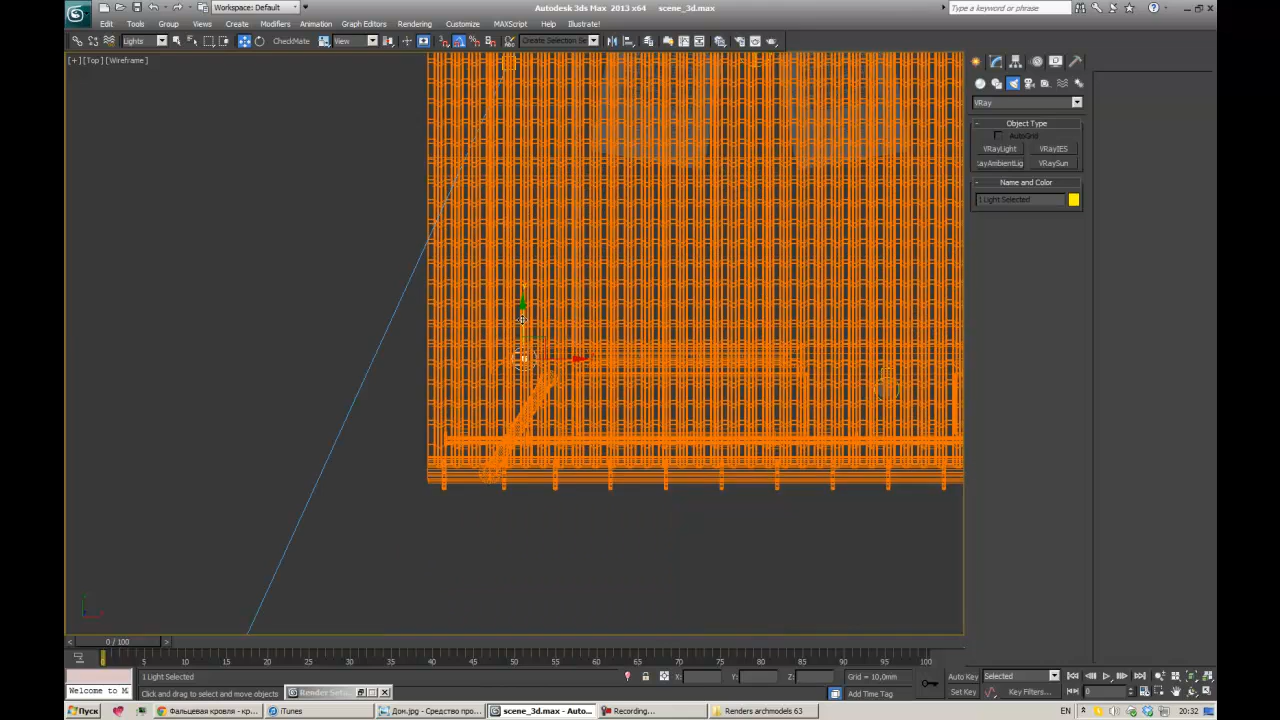 Workspace: Default
Autodesk 3ds Max 2013 x64 scene_3d.max
Type a keyword or phrase
Edit Tools Group Views Create Modifiers Animation Graph Editors Rendering Customize MAXScript Help Illustrate!
Lights CheckMate View Create Selection Se
[+][Top][Wireframe]
VRay
Object Type
AutoGrid
VRayLight VRayIES
rayAmbientLig VRaySun
Name and Color
1 Light Selected
0 / 100
5 15 20 25 30 35 40 45 50 55 60 65 70 75 80 85 90 95 100
1 Light Selected X: Y: Z: Grid = 10,0mm Auto Key Selected
Welcome to M Click and drag to select and move objects Render Set... Add Time Tag Set Key Key Filters... 0
Пуск Фальцевая кровля - кр... iTunes Дом.jpg - Средство про... scene_3d.max - Auto... Recording... Renders archmodels 63 EN 20:32